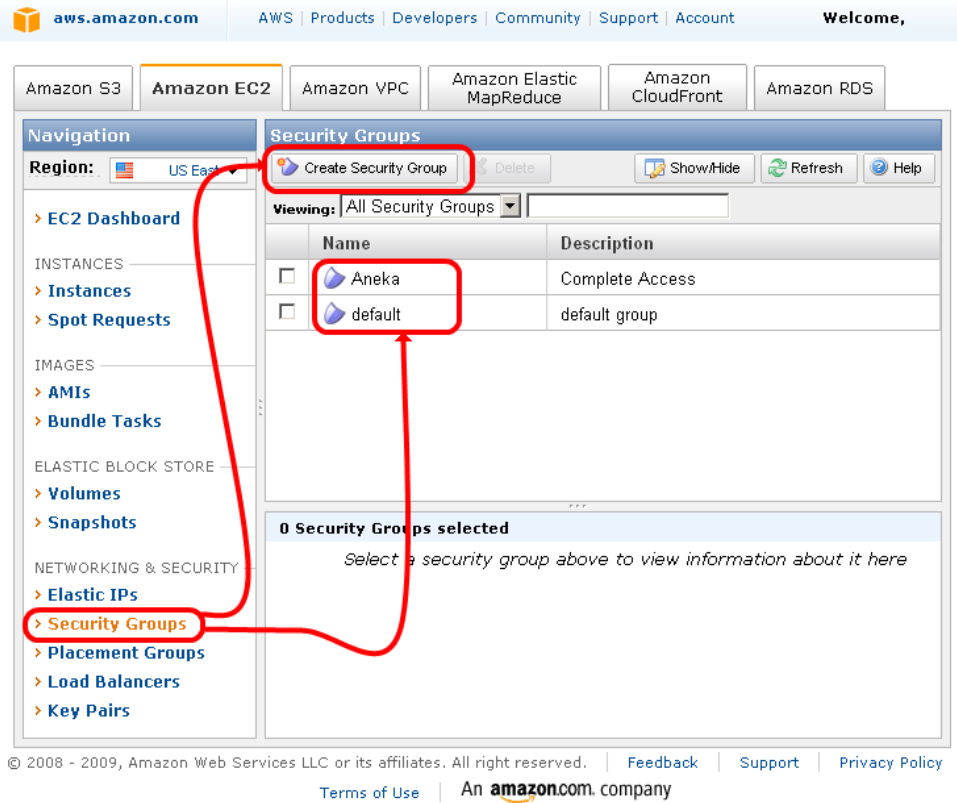 aws.amazon.com AWS | Products | Developers | Community | Support | Account Welcome,
Amazon S3 Amazon EC2 Amazon VPC Amazon Elastic MapReduce Amazon CloudFront Amazon RDS
Navigation
Region: US East
> EC2 Dashboard
INSTANCES
> Instances
> Spot Requests
IMAGES
> AMIs
> Bundle Tasks
ELASTIC BLOCK STORE
> Volumes
> Snapshots
NETWORKING & SECURITY
> Elastic IPs
> Security Groups
> Placement Groups
> Load Balancers
> Key Pairs
Security Groups
Create Security Group Delete Show/Hide Refresh Help
Viewing: All Security Groups
Name Description
Aneka Complete Access
default default group
0 Security Groups selected
Select a security group above to view information about it here
© 2008 - 2009, Amazon Web Services LLC or its affiliates. All right reserved. | Feedback | Support | Privacy Policy
Terms of Use | An amazon.com. company